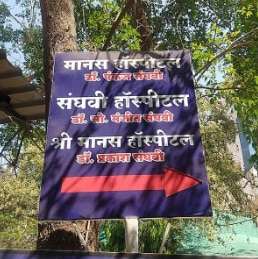 मानस हॉस्पीटल
डॉ. पंकज संघवी
संघवी हॉस्पीटल
डॉ. सौ. मंजीत संघवी
श्री मानस हॉस्पीटल
डॉ. प्रकाश संघवी